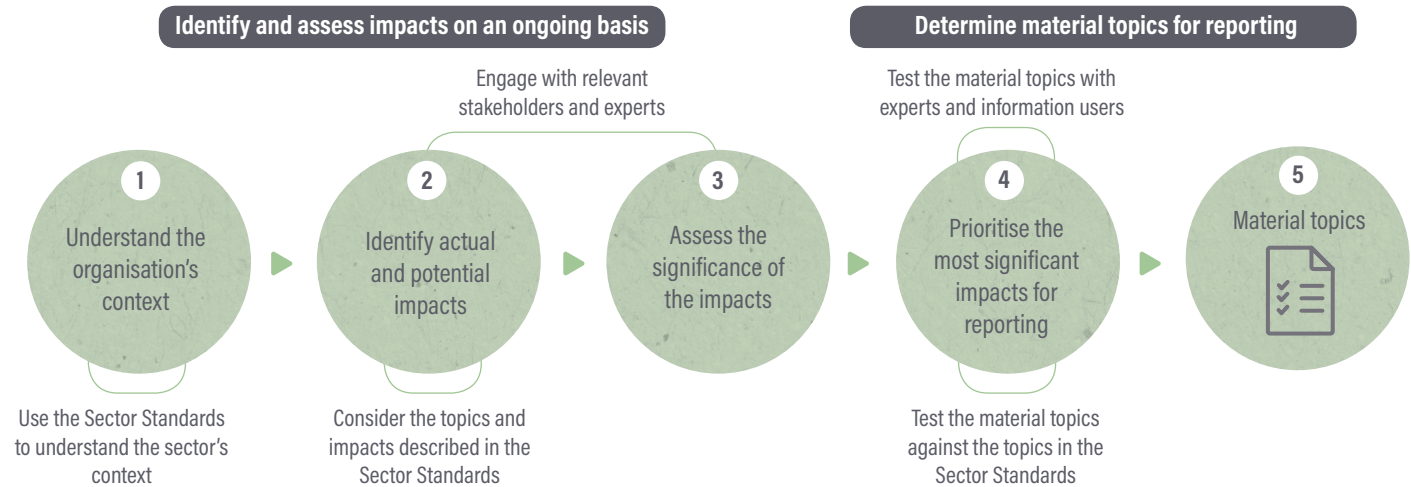 Identify and assess impacts on an ongoing basis
Determine material topics for reporting
Engage with relevant
stakeholders and experts
Test the material topics with
experts and information users
1
Understand the
organisation's
context
2
Identify actual
and potential
impacts
3
Assess the
significance of
the impacts
4
Prioritise the
most significant
impacts for
reporting
5
Material topics
Use the Sector Standards
to understand the sector's
context
Consider the topics and
impacts described in the
Sector Standards
Test the material topics
against the topics in the
Sector Standards